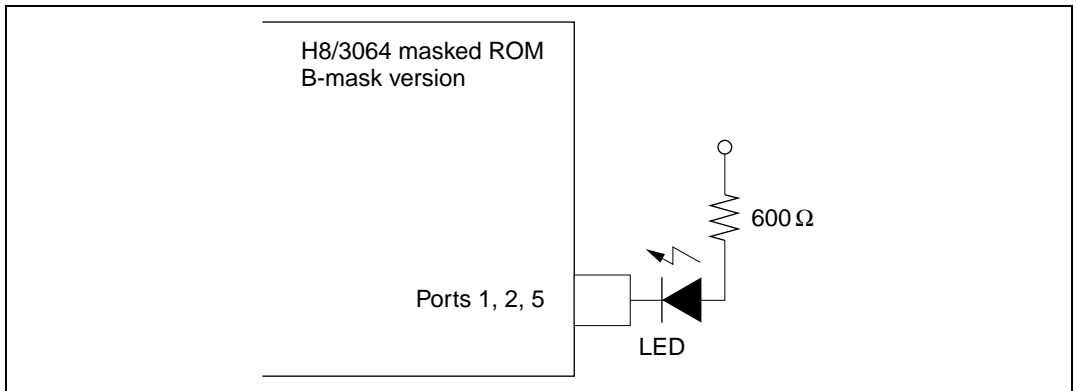 H8/3064 masked ROM
B-mask version
600 Ω
Ports 1, 2, 5
LED